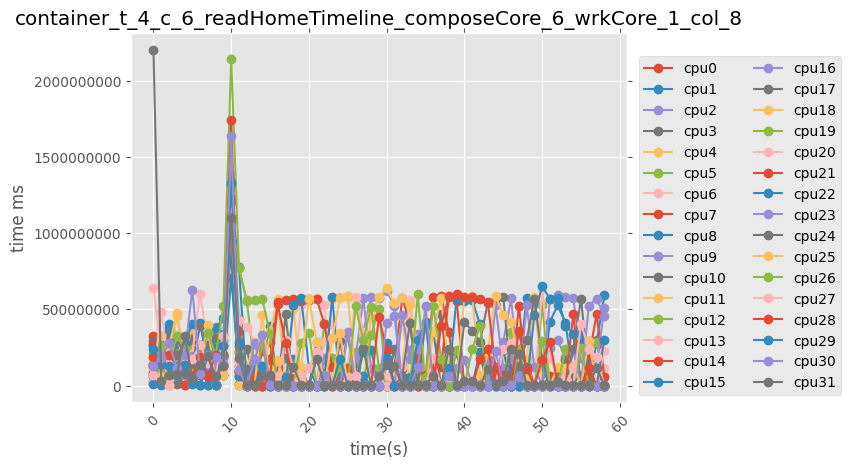 container_t_4_c_6_readHomeTimeline_composeCore_6_wrkCore_1_col_8
time ms
2000000000
1500000000
1000000000
500000000
0
0
10
20
30
40
50
60
time(s)
cpu0
cpu1
cpu2
cpu3
cpu4
cpu5
cpu6
cpu7
cpu8
cpu9
cpu10
cpu11
cpu12
cpu13
cpu14
cpu15
cpu16
cpu17
cpu18
cpu19
cpu20
cpu21
cpu22
cpu23
cpu24
cpu25
cpu26
cpu27
cpu28
cpu29
cpu30
cpu31